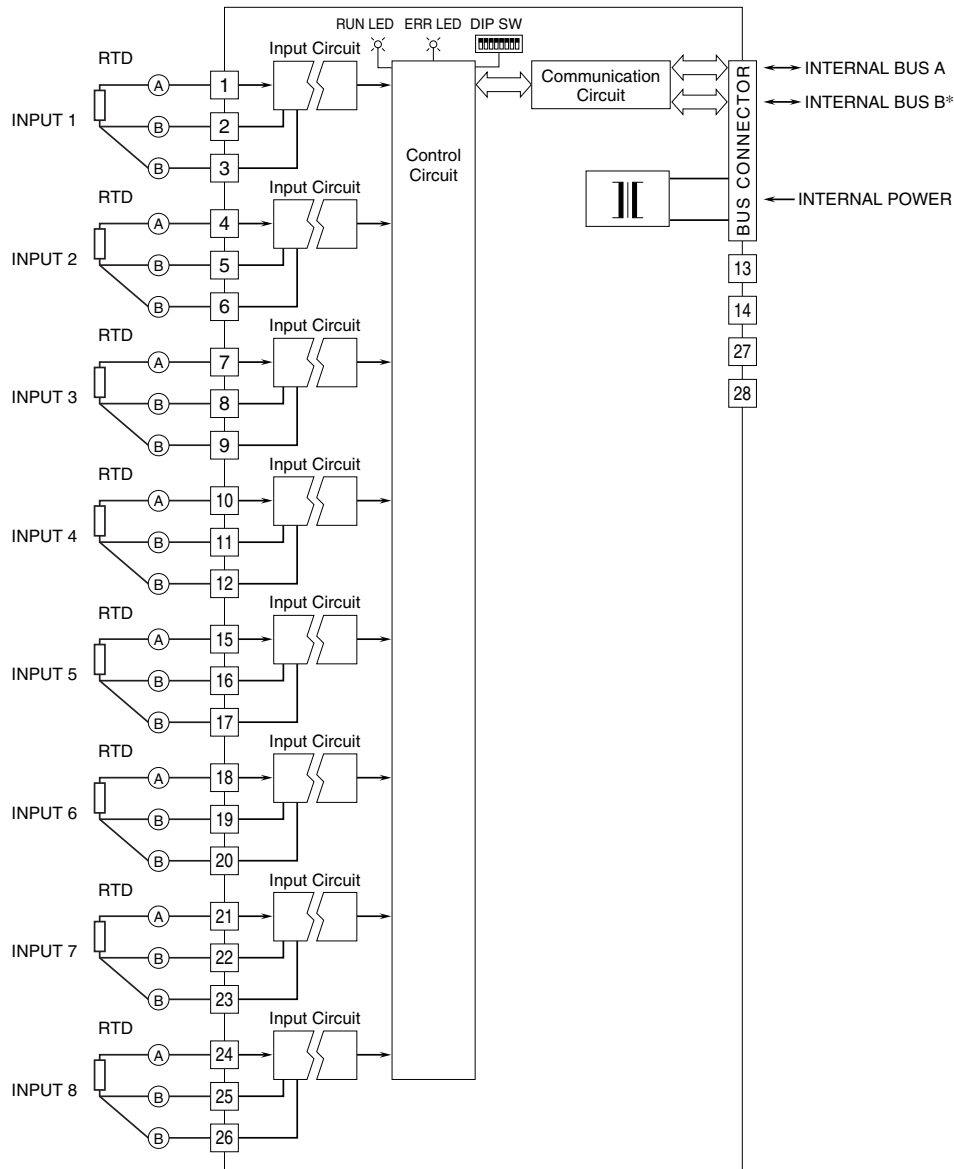 RUN LED ERR LED DIP SW
RTD
Input Circuit
INPUT 1
A
B
B
1
2
3
RTD
Input Circuit
INPUT 2
A
B
B
4
5
6
RTD
Input Circuit
INPUT 3
A
B
B
7
8
9
RTD
Input Circuit
INPUT 4
A
B
B
10
11
12
RTD
Input Circuit
INPUT 5
A
B
B
15
16
17
RTD
Input Circuit
INPUT 6
A
B
B
18
19
20
RTD
Input Circuit
INPUT 7
A
B
B
21
22
23
RTD
Input Circuit
INPUT 8
A
B
B
24
25
26
Control
Circuit
Communication
Circuit
BUS CONNECTOR
INTERNAL BUS A
INTERNAL BUS B*
INTERNAL POWER
13
14
27
28